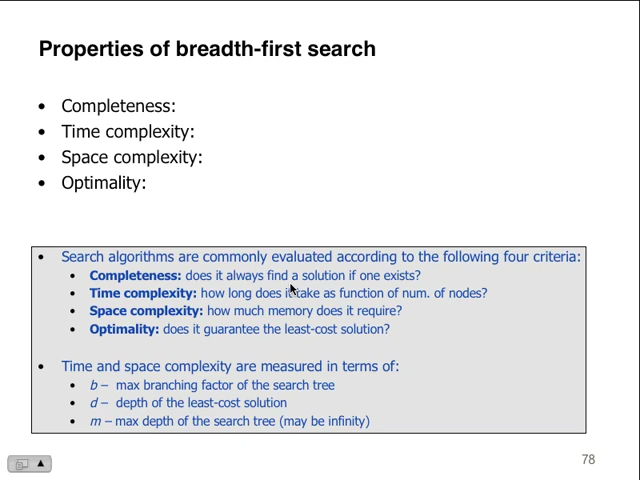 Properties of breadth-first search
• Completeness:
• Time complexity:
• Space complexity:
• Optimality:
• Search algorithms are commonly evaluated according to the following four criteria:
• Completeness: does it always find a solution if one exists?
• Time complexity: how long does it take as function of num. of nodes?
• Space complexity: how much memory does it require?
• Optimality: does it guarantee the least-cost solution?
• Time and space complexity are measured in terms of:
• b – max branching factor of the search tree
• d – depth of the least-cost solution
• m – max depth of the search tree (may be infinity)
78